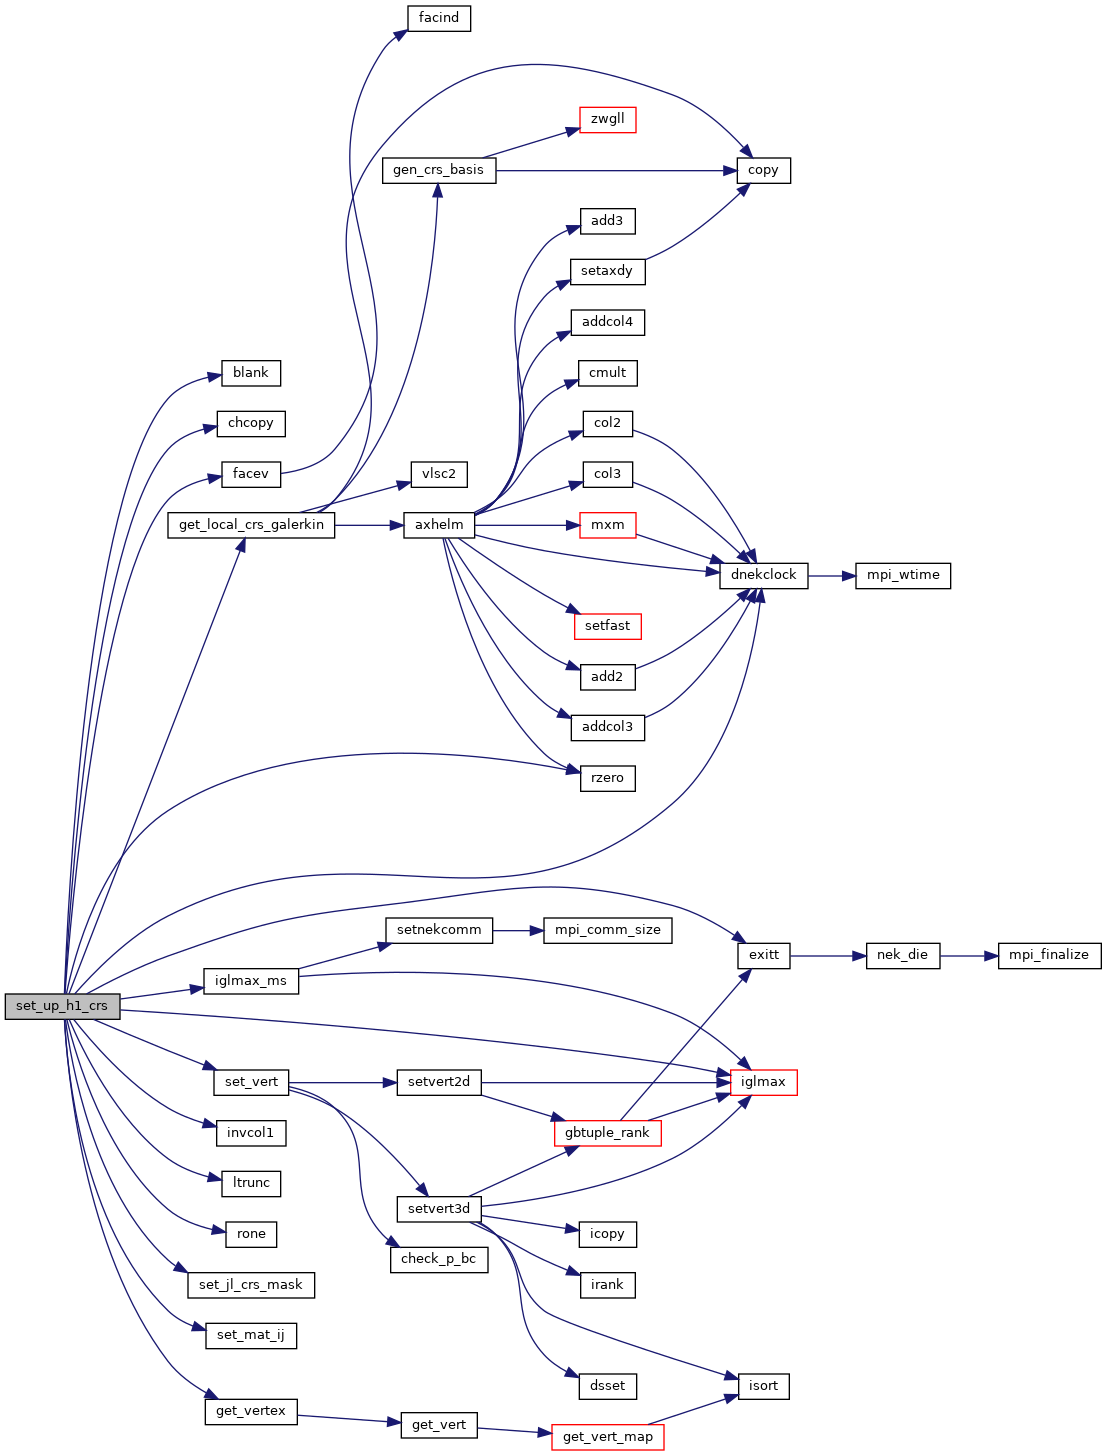 facind
zwgll
gen_crs_basis
copy
add3
setaxdy
addcol4
blank
cmult
chcopy
col2
facev
vlsc2
col3
get_local_crs_galerkin
axhelm
mxm
dnekclock
mpi_wtime
setfast
add2
addcol3
rzero
setnekcomm
mpi_comm_size
exitt
nek_die
mpi_finalize
iglmax_ms
set_up_h1_crs
set_vert
setvert2d
iglmax
invcol1
gbtuple_rank
ltrunc
setvert3d
rone
icopy
check_p_bc
set_jl_crs_mask
irank
set_mat_ij
dsset
isort
get_vertex
get_vert
get_vert_map